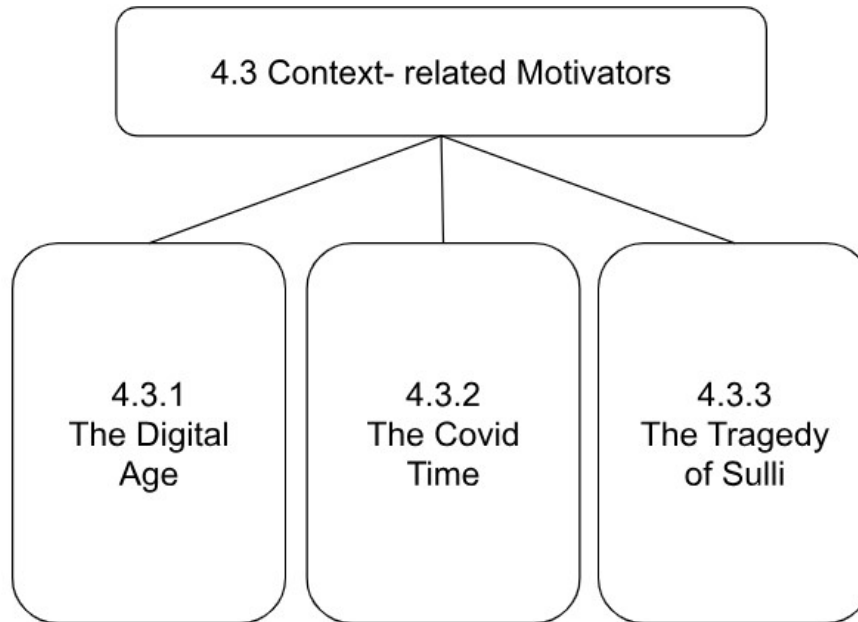 4.3 Context- related Motivators
4.3.1
The Digital
Age
4.3.2
The Covid
Time
4.3.3
The Tragedy
of Sulli